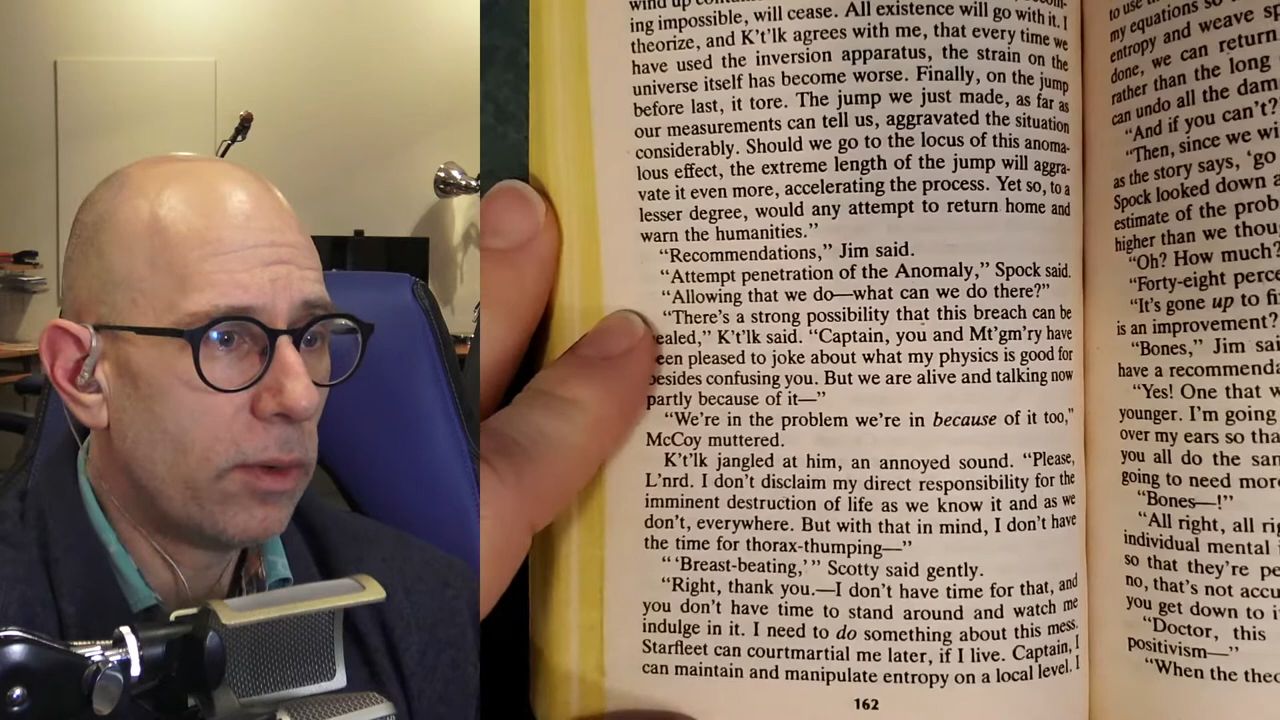 ing impossible, will cease. All existence will go with it. I
theorize, and K't'lk agrees with me, that every time we
have used the inversion apparatus, the strain on the
universe itself has become worse. Finally, on the jump
before last, it tore. The jump we just made, as far as
our measurements can tell us, aggravated the situation
considerably. Should we go to the locus of this anoma-
lous effect, the extreme length of the jump will aggra-
vate it even more, accelerating the process. Yet so, to a
lesser degree, would any attempt to return home and
warn the humanities.”
“Recommendations,” Jim said.
“Attempt penetration of the Anomaly,” Spock said.
“Allowing that we do—what can we do there?”
“There's a strong possibility that this breach can be
ealed,” K't'lk said. “Captain, you and Mt'gm'ry have
een pleased to joke about what my physics is good for
besides confusing you. But we are alive and talking now
partly because of it—”
“We're in the problem we're in because of it too,”
McCoy muttered.
K't'lk jangled at him, an annoyed sound. “Please,
L'nrd. I don't disclaim my direct responsibility for the
imminent destruction of life as we know it and as we
don't, everywhere. But with that in mind, I don't have
the time for thorax-thumping—”
“ ‘Breast-beating,’ ” Scotty said gently.
“Right, thank you.—I don't have time for that, and
you don't have time to stand around and watch me
indulge in it. I need to do something about this mess.
Starfleet can courtmartial me later, if I live. Captain, I
can maintain and manipulate entropy on a local level. I
162
to use
my equations so
entropy and weave
done, we can return
rather than the long
can undo all the dam
“And if you can't?
“Then, since we wi
as the story says, ‘go
Spock looked down a
estimate of the prob
higher than we thou
“Oh? How much?
“Forty-eight perce
“It's gone up to fi
is an improvement?
“Bones,” Jim sai
have a recommenda
“Yes! One that w
younger. I'm going
over my ears so tha
you all do the sam
going to need more
“Bones—!”
“All right, all rig
individual mental
so that they're pe
no, that's not accu
you get down to i
“Doctor, this
positivism—”
“When the theo